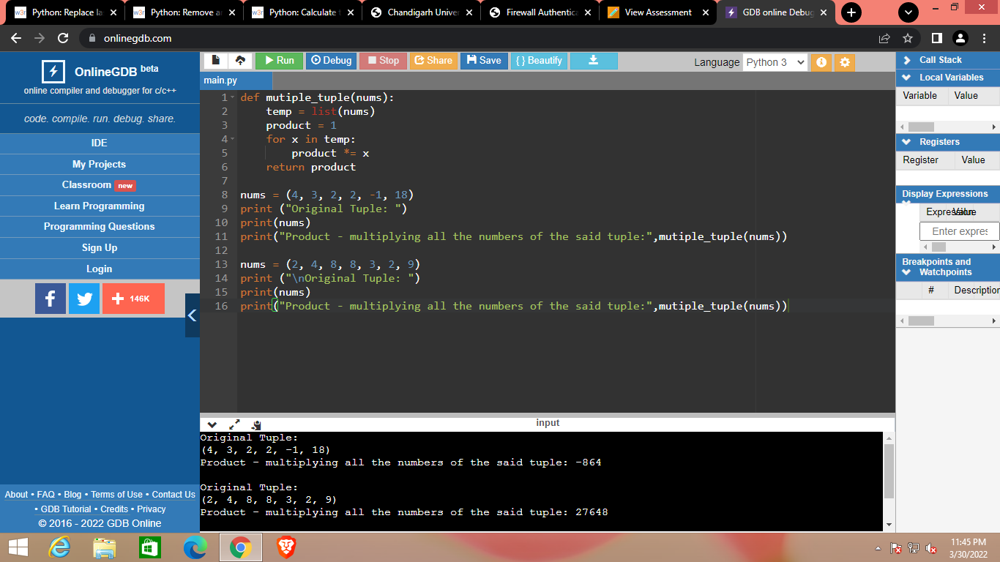 Python: Replace la
Python: Remove a
Python: Calculate
Chandigarh Univer
Firewall Authentica
View Assessment
GDB online Debug
onlinegdb.com
OnlineGDB beta
online compiler and debugger for c/c++
code. compile. run. debug. share.
IDE
My Projects
Classroom new
Learn Programming
Programming Questions
Sign Up
Login
f
146K
About • FAQ • Blog • Terms of Use • Contact Us
• GDB Tutorial • Credits • Privacy
© 2016 - 2022 GDB Online
Run Debug Stop Share Save { } Beautify
Language Python 3
main.py
1 def mutiple_tuple(nums):
2     temp = list(nums)
3     product = 1
4     for x in temp:
5         product *= x
6     return product
7
8 nums = (4, 3, 2, 2, -1, 18)
9 print ("Original Tuple: ")
10 print(nums)
11 print("Product - multiplying all the numbers of the said tuple:",mutiple_tuple(nums))
12
13 nums = (2, 4, 8, 8, 3, 2, 9)
14 print ("\nOriginal Tuple: ")
15 print(nums)
16 print("Product - multiplying all the numbers of the said tuple:",mutiple_tuple(nums))
input
Original Tuple:
(4, 3, 2, 2, -1, 18)
Product - multiplying all the numbers of the said tuple: -864
Original Tuple:
(2, 4, 8, 8, 3, 2, 9)
Product - multiplying all the numbers of the said tuple: 27648
Call Stack
Local Variables
Variable Value
Registers
Register Value
Display Expressions
Expression Value
Enter expres
Breakpoints and
Watchpoints
# Description
11:45 PM
3/30/2022